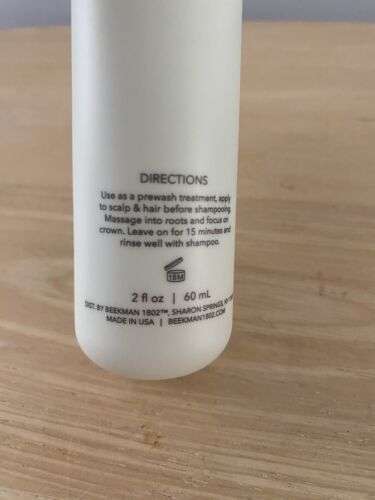 DIRECTIONS
Use as a prewash treatment, apply
to scalp & hair before shampooing.
Massage into roots and focus on
crown. Leave on for 15 minutes and
rinse well with shampoo.
18M
2 fl oz | 60 mL
DIST. BY BEEKMAN 1802™, SHARON SPRINGS,
MADE IN USA | BEEKMAN1802.COM